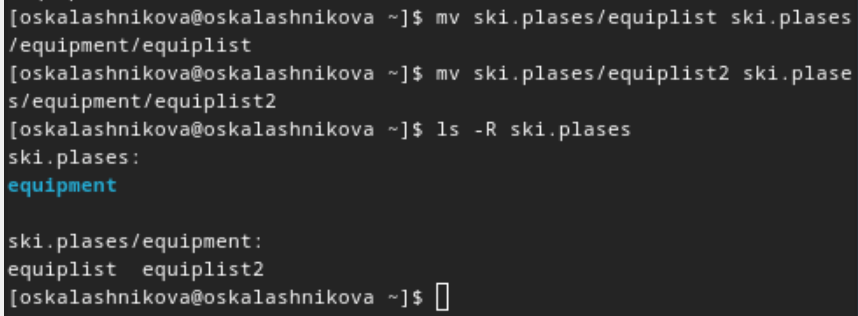 [oskalashnikova@oskalashnikova ~]$ mv ski.plases/equiplist ski.plases
/equipment/equiplist
[oskalashnikova@oskalashnikova ~]$ mv ski.plases/equiplist2 ski.plase
s/equipment/equiplist2
[oskalashnikova@oskalashnikova ~]$ ls -R ski.plases
ski.plases:
equipment

ski.plases/equipment:
equiplist  equiplist2
[oskalashnikova@oskalashnikova ~]$